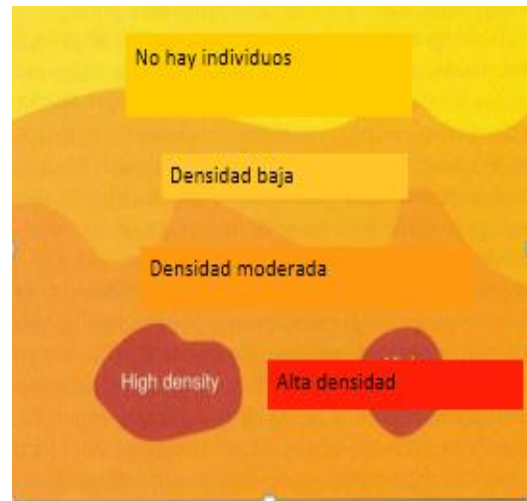 No hay individuos
Densidad baja
Densidad moderada
High density
Alta densidad